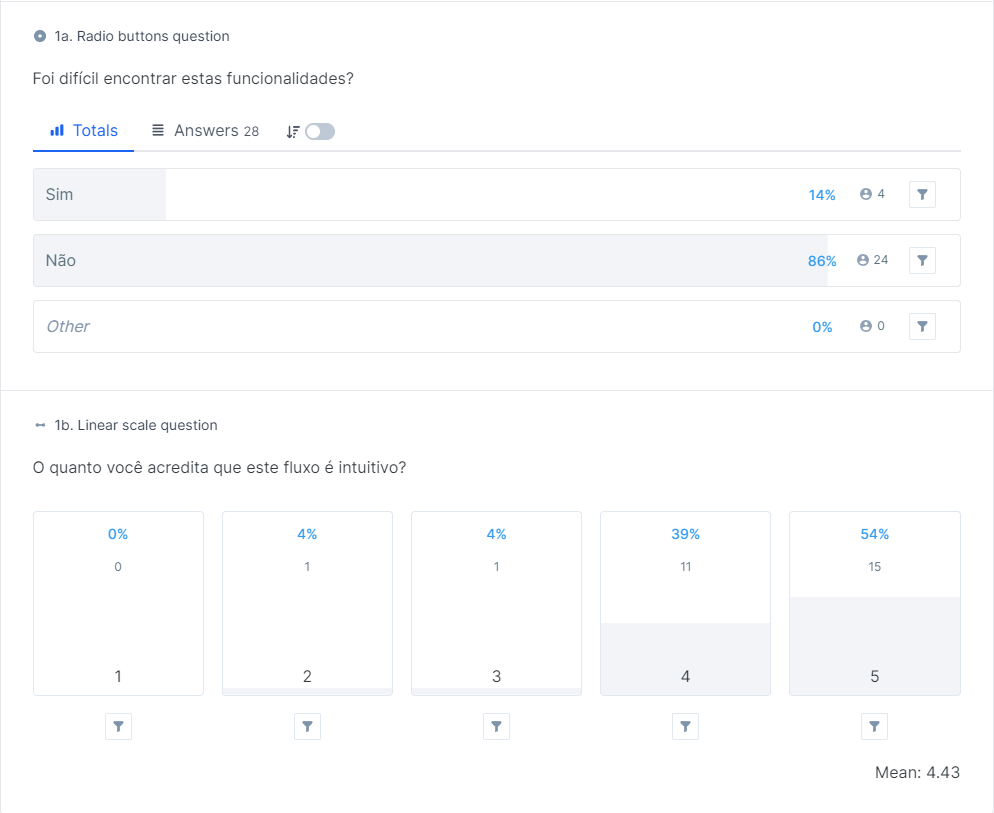 1a. Radio buttons question
Foi difícil encontrar estas funcionalidades?
Totals Answers 28
Sim 14% 4
Não 86% 24
Other 0% 0
1b. Linear scale question
O quanto você acredita que este fluxo é intuitivo?
0% 4% 4% 39% 54%
0 1 1 11 15
1 2 3 4 5
Mean: 4.43